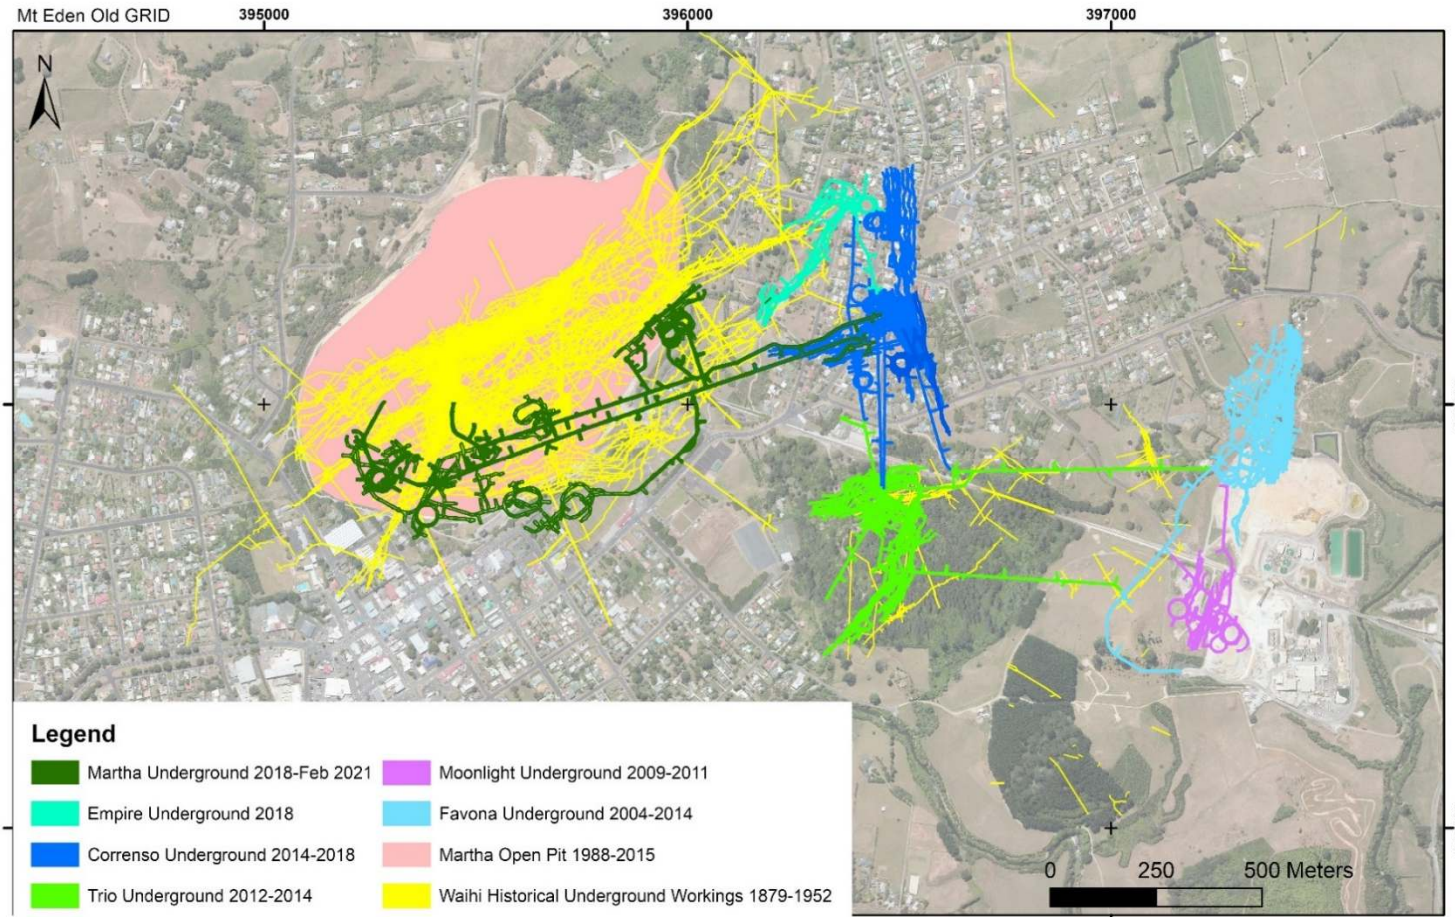 Mt Eden Old GRID
395000
396000
397000
N
Legend
Martha Underground 2018-Feb 2021
Empire Underground 2018
Correnso Underground 2014-2018
Trio Underground 2012-2014
Moonlight Underground 2009-2011
Favona Underground 2004-2014
Martha Open Pit 1988-2015
Waihi Historical Underground Workings 1879-1952
0 250 500 Meters